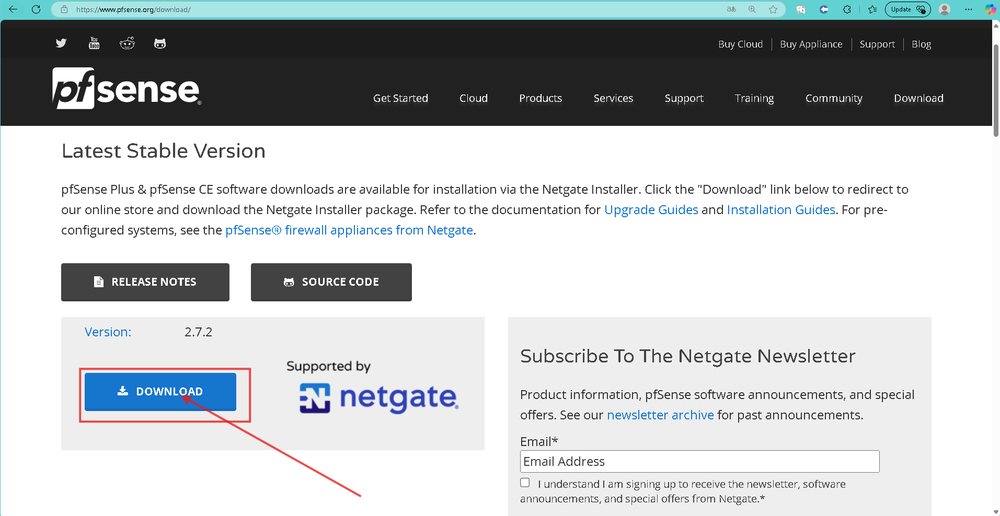 https://www.pfsense.org/download/
aあ
Update
You
Tube
Buy Cloud
Buy Appliance
Support
Blog
pfsense®
Get Started
Cloud
Products
Services
Support
Training
Community
Download
Latest Stable Version
pfSense Plus & pfSense CE software downloads are available for installation via the Netgate Installer. Click the "Download" link below to redirect to
our online store and download the Netgate Installer package. Refer to the documentation for Upgrade Guides and Installation Guides. For pre-
configured systems, see the pfSense® firewall appliances from Netgate.
RELEASE NOTES
SOURCE CODE
Version: 2.7.2
DOWNLOAD
Supported by
N netgate®
Subscribe To The Netgate Newsletter
Product information, pfSense software announcements, and special
offers. See our newsletter archive for past announcements.
Email*
Email Address
I understand I am signing up to receive the newsletter, software
announcements, and special offers from Netgate.*